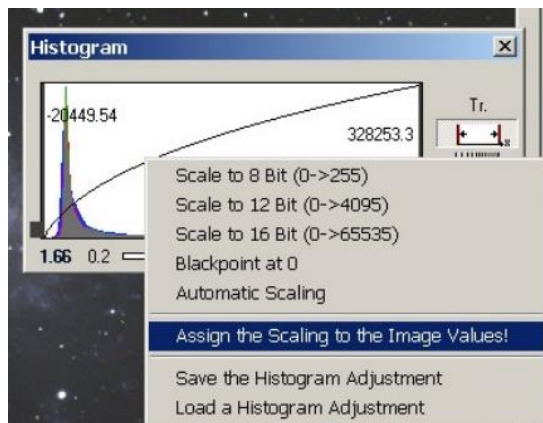 Histogram
-20449.54
Tr.
328253.3
Scale to 8 Bit (0->255)
Scale to 12 Bit (0->4095)
Scale to 16 Bit (0->65535)
1.66 0.2
Blackpoint at 0
Automatic Scaling
Assign the Scaling to the Image Values!
Save the Histogram Adjustment
Load a Histogram Adjustment